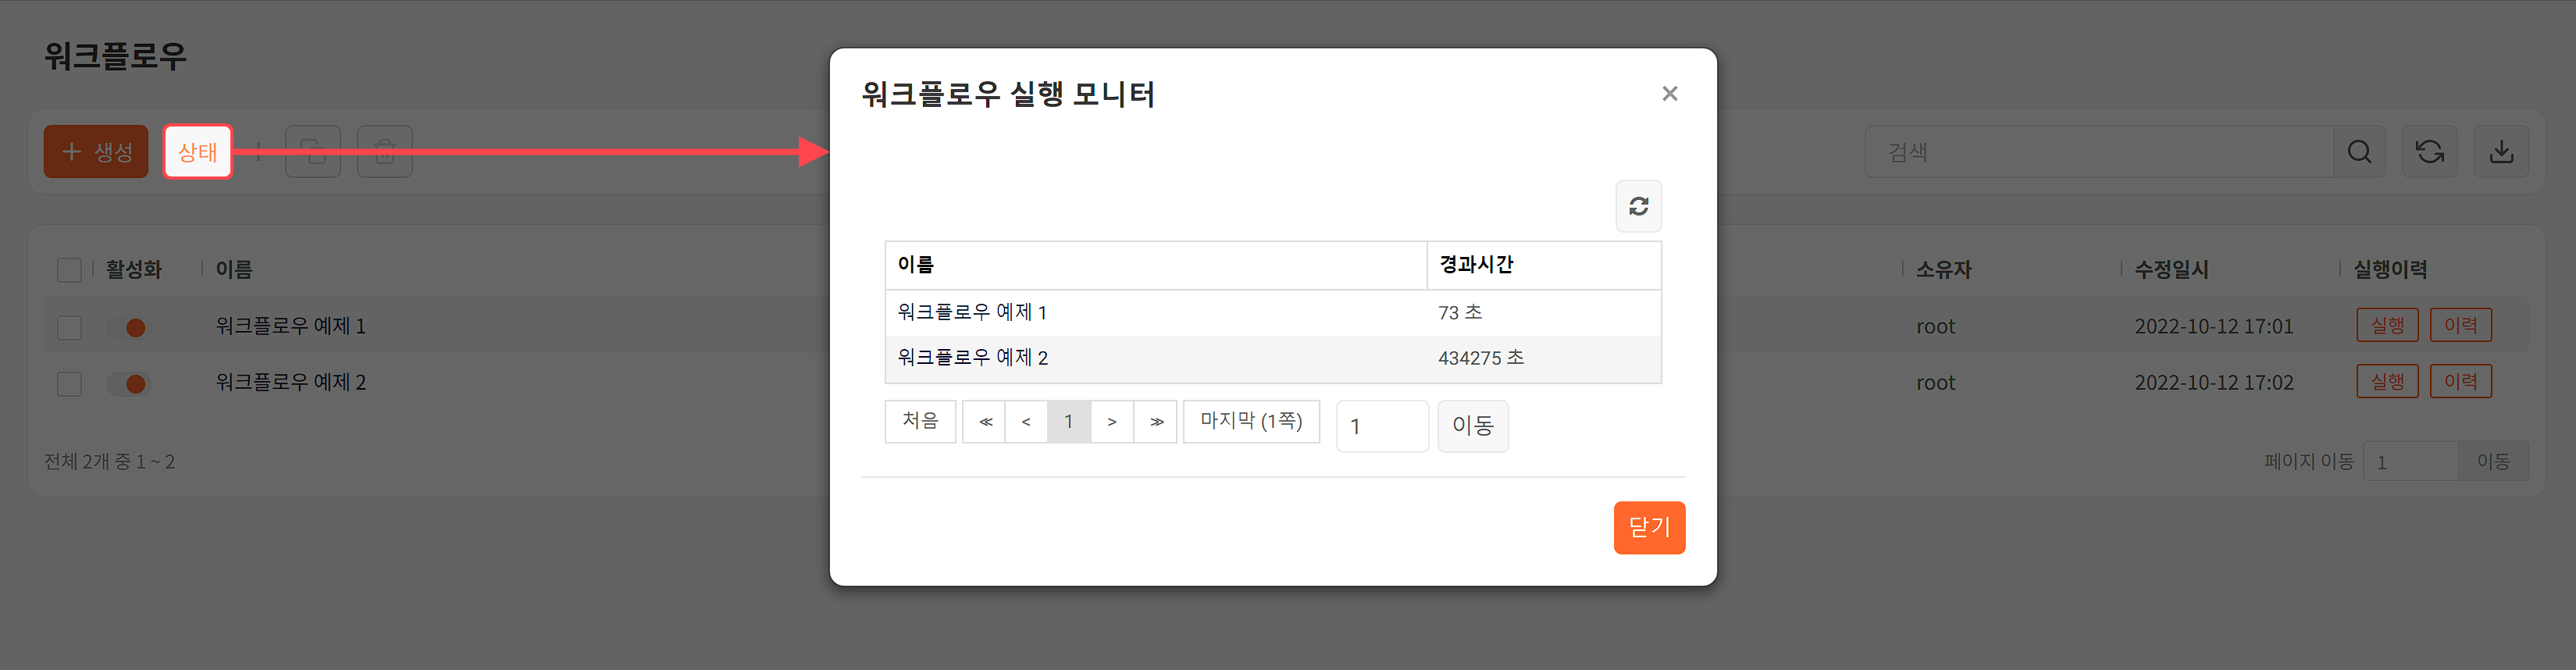 워크플로우
+ 생성 상태
검색
활성화 이름 소유자 수정일시 실행이력
워크플로우 예제 1 root 2022-10-12 17:01 실행 이력
워크플로우 예제 2 root 2022-10-12 17:02 실행 이력
전체 2개 중 1 ~ 2
페이지 이동 1 이동
워크플로우 실행 모니터 ×
이름 경과시간
워크플로우 예제 1 73 초
워크플로우 예제 2 434275 초
처음 ≪ < 1 > ≫ 마지막 (1쪽) 1 이동
닫기